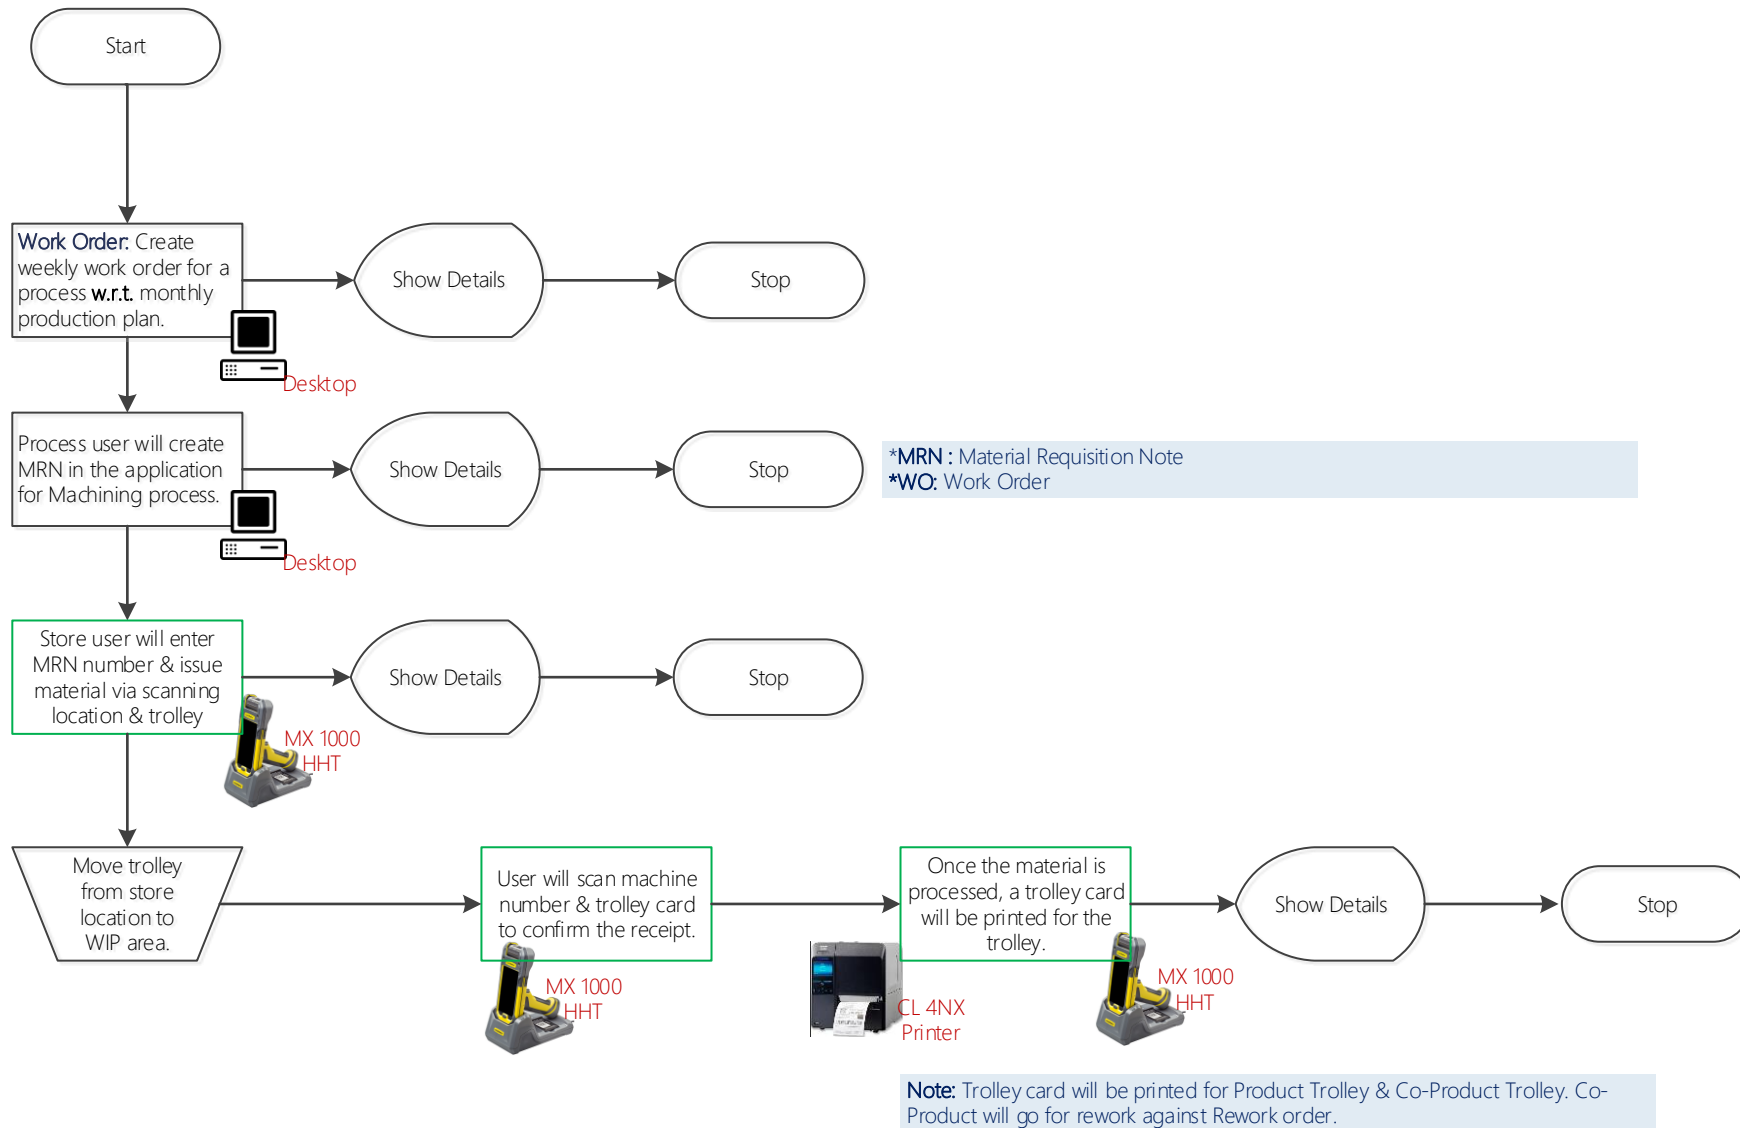 Start
Work Order: Create
weekly work order for a
process w.r.t. monthly
production plan.
Show Details
Stop
Desktop
Process user will create
MRN in the application
for Machining process.
Show Details
Stop
*MRN : Material Requisition Note
*WO: Work Order
Desktop
Store user will enter
MRN number & issue
material via scanning
location & trolley
Show Details
Stop
MX 1000
HHT
Move trolley
from store
location to
WIP area.
User will scan machine
number & trolley card
to confirm the receipt.
MX 1000
HHT
Once the material is
processed, a trolley card
will be printed for the
trolley.
CL 4NX
Printer
MX 1000
HHT
Show Details
Stop
Note: Trolley card will be printed for Product Trolley & Co-Product Trolley. Co-
Product will go for rework against Rework order.